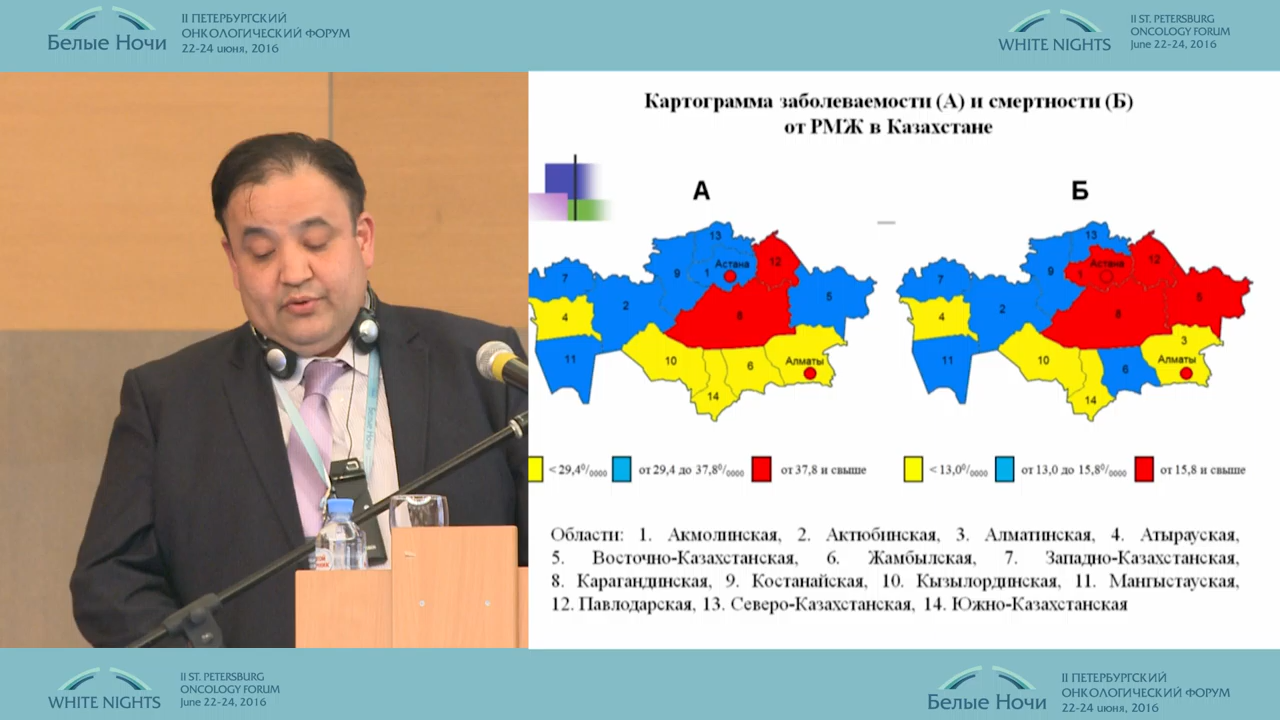 Белые Ночи
II ПЕТЕРБУРГСКИЙ
ОНКОЛОГИЧЕСКИЙ ФОРУМ
22-24 июня, 2016
WHITE NIGHTS
II ST. PETERSBURG
ONCOLOGY FORUM
June 22-24, 2016
Картограмма заболеваемости (А) и смертности (Б)
от РМЖ в Казахстане
А
Б
13
Астана
12
7
9
1
5
2
4
8
11
10
6
Алматы
14
13
Астана
12
7
9
1
5
2
4
8
3
11
10
6
Алматы
14
< 29,4⁰/₀₀₀₀ от 29,4 до 37,8⁰/₀₀₀₀ от 37,8 и свыше
< 13,0⁰/₀₀₀₀ от 13,0 до 15,8⁰/₀₀₀₀ от 15,8 и свыше
Области: 1. Акмолинская, 2. Актюбинская, 3. Алматинская, 4. Атырауская,
5. Восточно-Казахстанская, 6. Жамбылская, 7. Западно-Казахстанская,
8. Карагандинская, 9. Костанайская, 10. Кызылординская, 11. Мангыстауская,
12. Павлодарская, 13. Северо-Казахстанская, 14. Южно-Казахстанская
Белые Ночи
WHITE NIGHTS
II ST. PETERSBURG
ONCOLOGY FORUM
June 22-24, 2016
Белые Ночи
II ПЕТЕРБУРГСКИЙ
ОНКОЛОГИЧЕСКИЙ ФОРУМ
22-24 июня, 2016